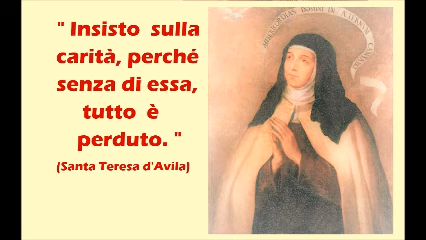 " Insisto sulla
carità, perché
senza di essa,
tutto è
perduto. "
(Santa Teresa d'Avila)